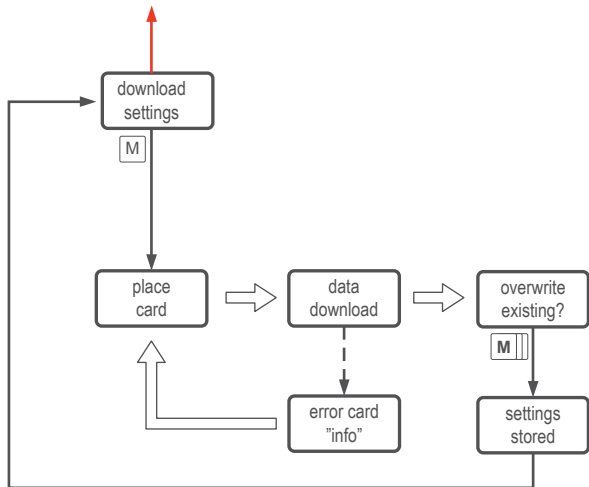 download
settings
M
place
card
data
download
overwrite
existing?
M
error card
”info”
settings
stored